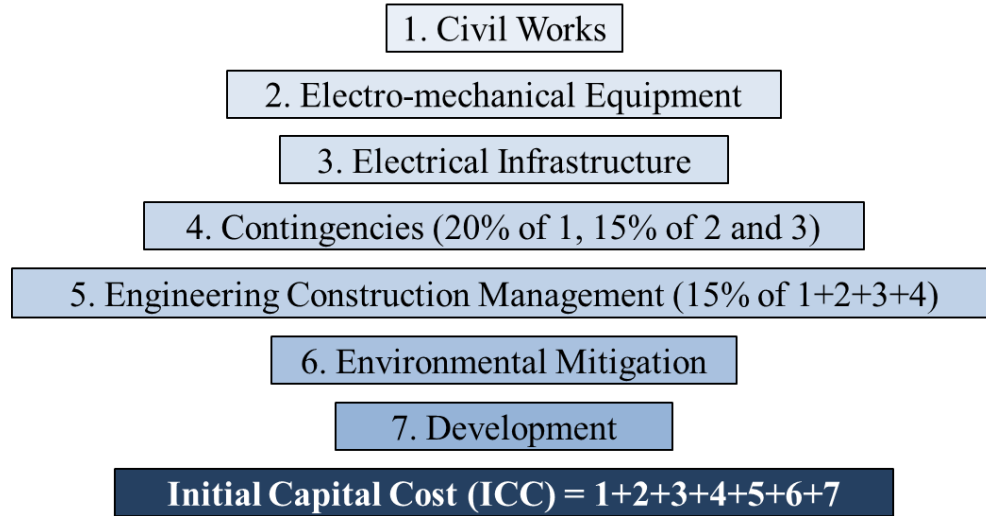 1. Civil Works
2. Electro-mechanical Equipment
3. Electrical Infrastructure
4. Contingencies (20% of 1, 15% of 2 and 3)
5. Engineering Construction Management (15% of 1+2+3+4)
6. Environmental Mitigation
7. Development
Initial Capital Cost (ICC) = 1+2+3+4+5+6+7